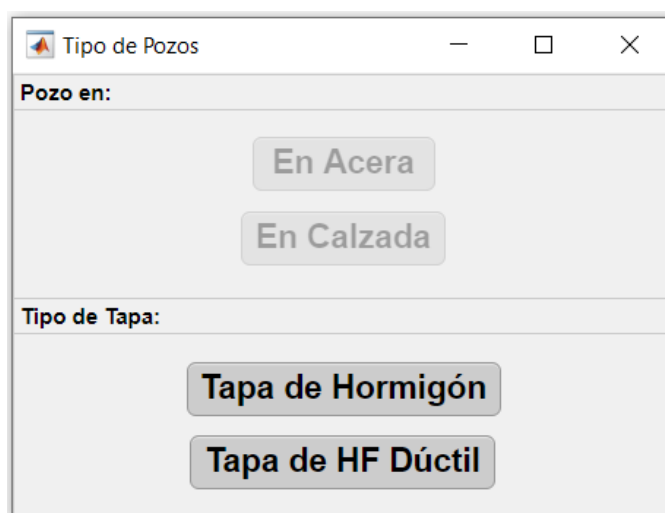 Tipo de Pozos
Pozo en:
En Acera
En Calzada
Tipo de Tapa:
Tapa de Hormigón
Tapa de HF Dúctil